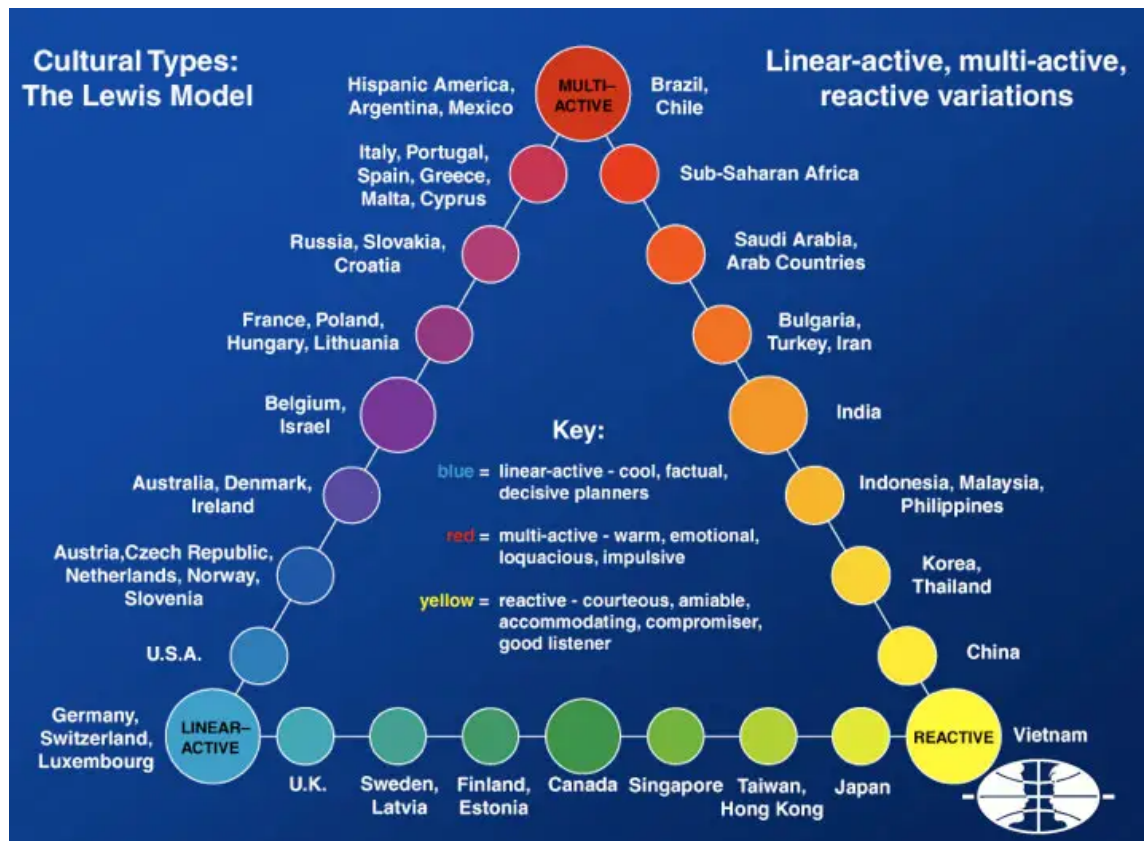 Cultural Types:
The Lewis Model
Linear-active, multi-active,
reactive variations
Hispanic America,
Argentina, Mexico
MULTI–
ACTIVE
Brazil,
Chile
Italy, Portugal,
Spain, Greece,
Malta, Cyprus
Sub-Saharan Africa
Russia, Slovakia,
Croatia
Saudi Arabia,
Arab Countries
France, Poland,
Hungary, Lithuania
Bulgaria,
Turkey, Iran
Belgium,
Israel
India
Key:
blue = linear-active - cool, factual,
decisive planners
red = multi-active - warm, emotional,
loquacious, impulsive
yellow = reactive - courteous, amiable,
accommodating, compromiser,
good listener
Australia, Denmark,
Ireland
Indonesia, Malaysia,
Philippines
Austria,Czech Republic,
Netherlands, Norway,
Slovenia
Korea,
Thailand
U.S.A.
China
Germany,
Switzerland,
Luxembourg
LINEAR–
ACTIVE
U.K.
Sweden,
Latvia
Finland,
Estonia
Canada
Singapore
Taiwan,
Hong Kong
Japan
REACTIVE
Vietnam